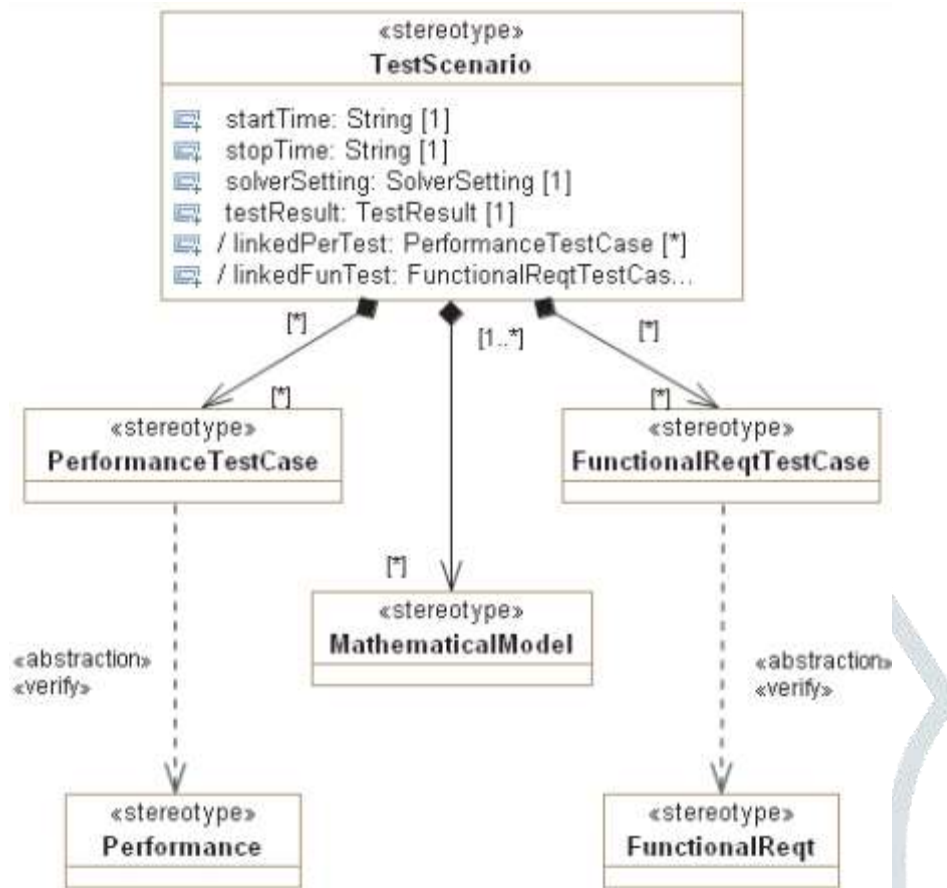 «stereotype»
TestScenario
startTime: String [1]
stopTime: String [1]
solverSetting: SolverSetting [1]
testResult: TestResult [1]
/ linkedPerTest: PerformanceTestCase [*]
/ linkedFunTest: FunctionalReqtTestCas...
[*]
[1..*]
[*]
[*]
[*]
«stereotype»
PerformanceTestCase
«stereotype»
FunctionalReqtTestCase
[*]
«stereotype»
MathematicalModel
«abstraction»
«verify»
«abstraction»
«verify»
«stereotype»
Performance
«stereotype»
FunctionalReqt